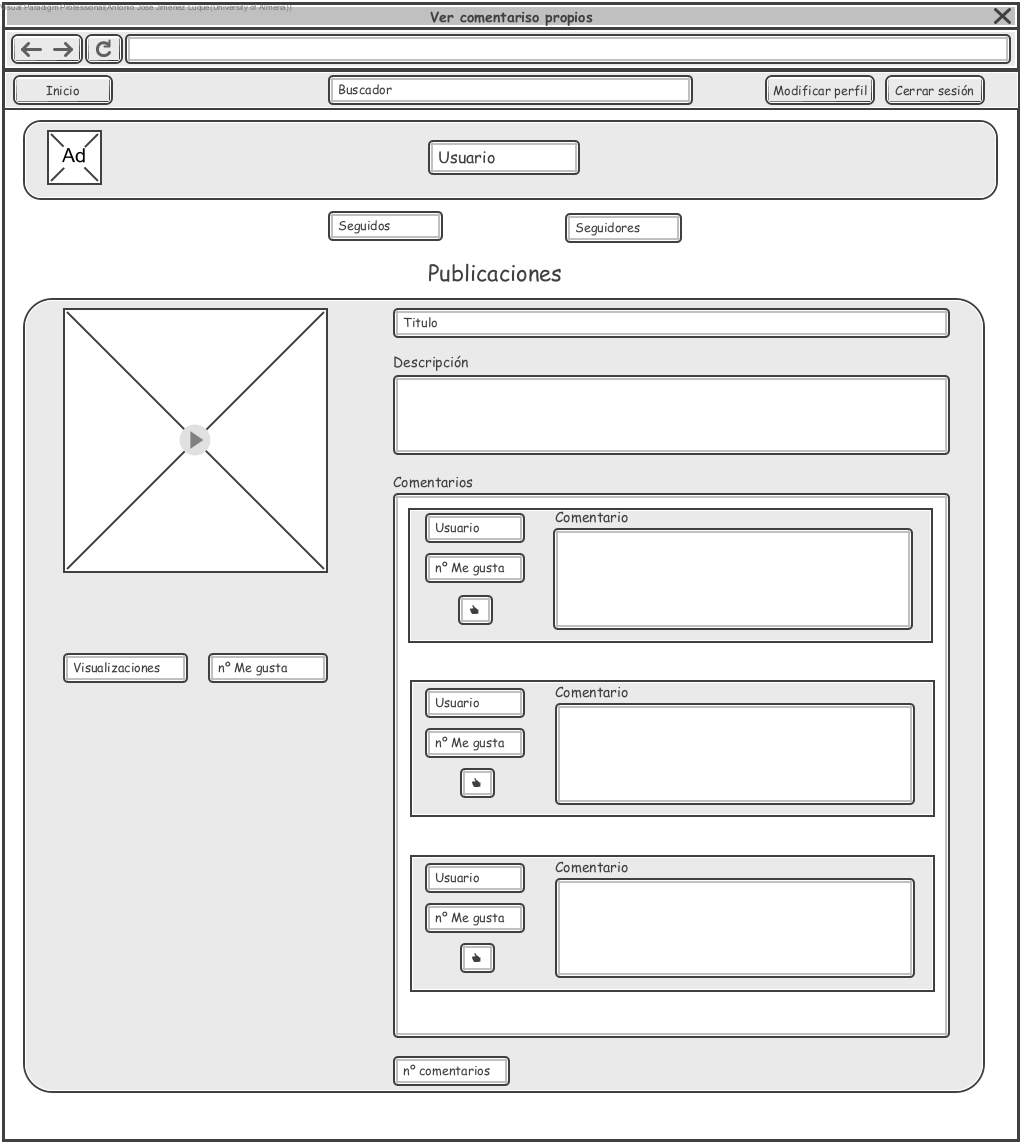 Visual Paradigm Professional(Antonio José Jiménez Luque(University of Almeria))
Ver comentariso propios
Inicio
Buscador
Modificar perfil
Cerrar sesión
Ad
Usuario
Seguidos
Seguidores
Publicaciones
Titulo
Descripción
Comentarios
Usuario
Comentario
nº Me gusta
Visualizaciones
nº Me gusta
Usuario
Comentario
nº Me gusta
Usuario
Comentario
nº Me gusta
nº comentarios